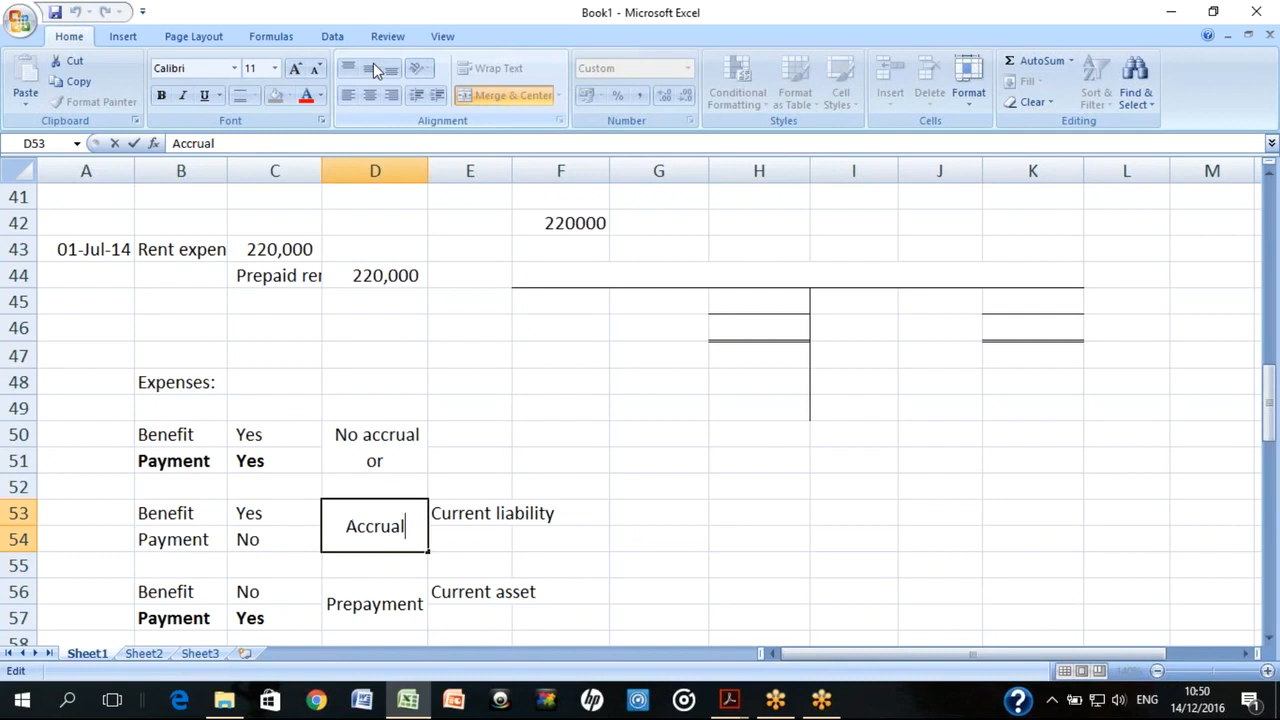 Book1 - Microsoft Excel
Home Insert Page Layout Formulas Data Review View
Cut
Copy
Format Painter
Paste
Calibri 11
B I U
Wrap Text
Merge & Center
Custom
% ,
Conditional Formatting
Format as Table
Cell Styles
Insert Delete Format
AutoSum
Fill
Clear
Sort & Filter
Find & Select
Clipboard Font Alignment Number Styles Cells Editing
D53 fx Accrual
A B C D E F G H I J K L M
41
42 220000
43 01-Jul-14 Rent expen 220,000
44 Prepaid rer 220,000
45
46
47
48 Expenses:
49
50 Benefit Yes No accrual
51 Payment Yes or
52
53 Benefit Yes Accrual Current liability
54 Payment No
55
56 Benefit No Prepayment Current asset
57 Payment Yes
58
Sheet1 Sheet2 Sheet3
Edit
ENG
10:50
14/12/2016